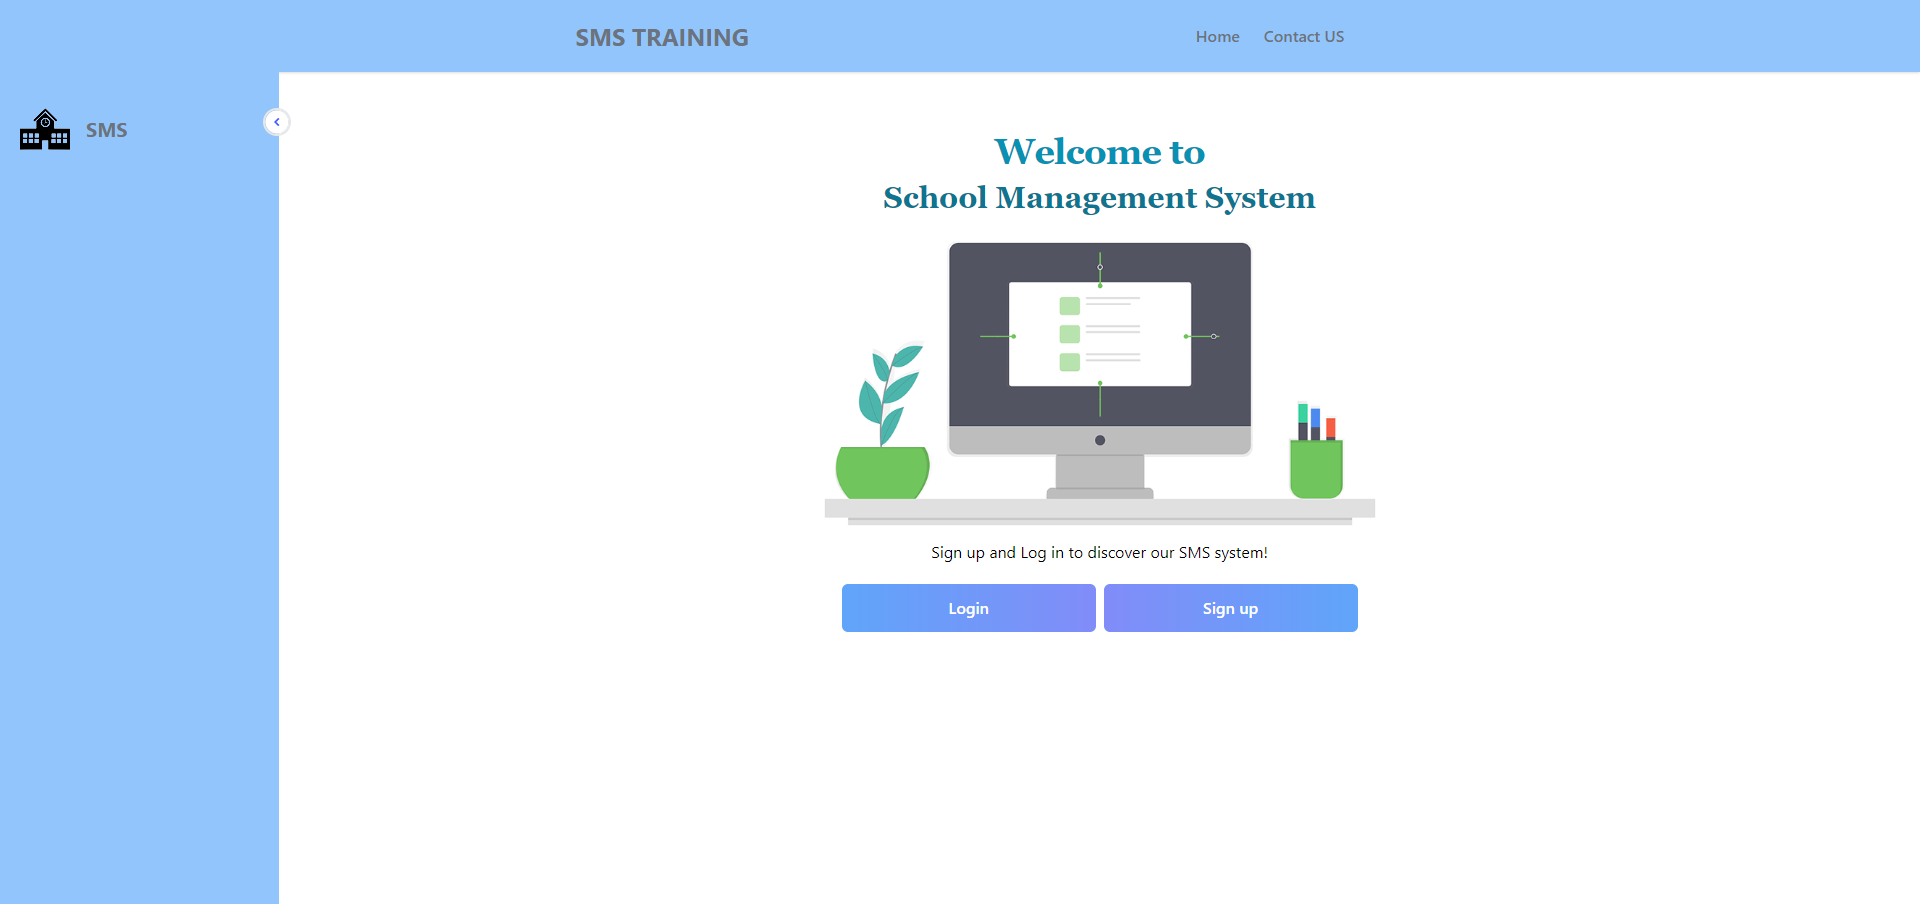 SMS TRAINING
Home
Contact US
SMS
Welcome to
School Management System
Sign up and Log in to discover our SMS system!
Login
Sign up